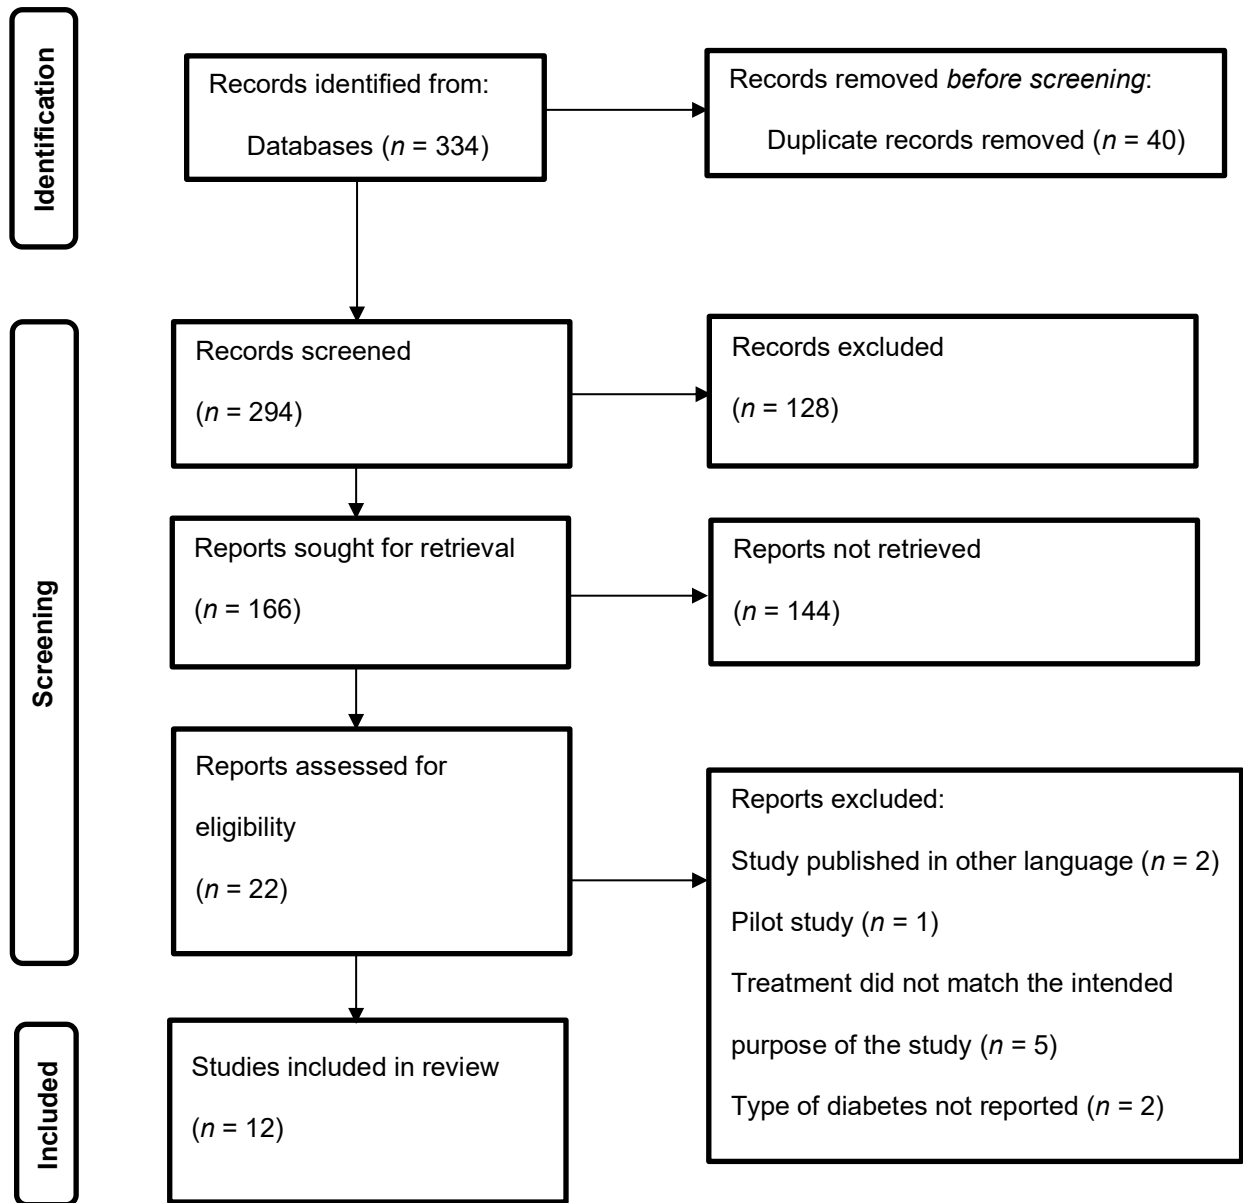 Identification
Records identified from:
Databases (n = 334)
Records removed before screening:
Duplicate records removed (n = 40)
Screening
Records screened
(n = 294)
Records excluded
(n = 128)
Reports sought for retrieval
(n = 166)
Reports not retrieved
(n = 144)
Reports assessed for
eligibility
(n = 22)
Reports excluded:
Study published in other language (n = 2)
Pilot study (n = 1)
Treatment did not match the intended
purpose of the study (n = 5)
Type of diabetes not reported (n = 2)
Included
Studies included in review
(n = 12)